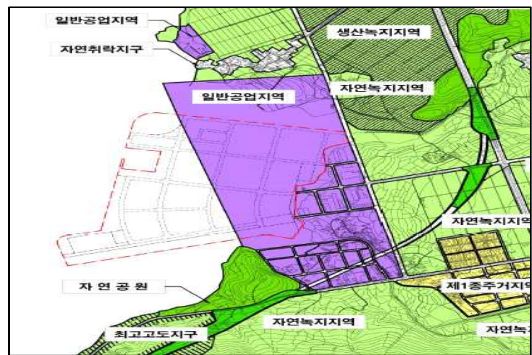 일반공업지역
자연취락지구
생산녹지지역
일반공업지역
자연녹지지역
자연녹지지역
자 연 공 원
제1종주거지역
최고고도지구
자연녹지지역
자연녹지